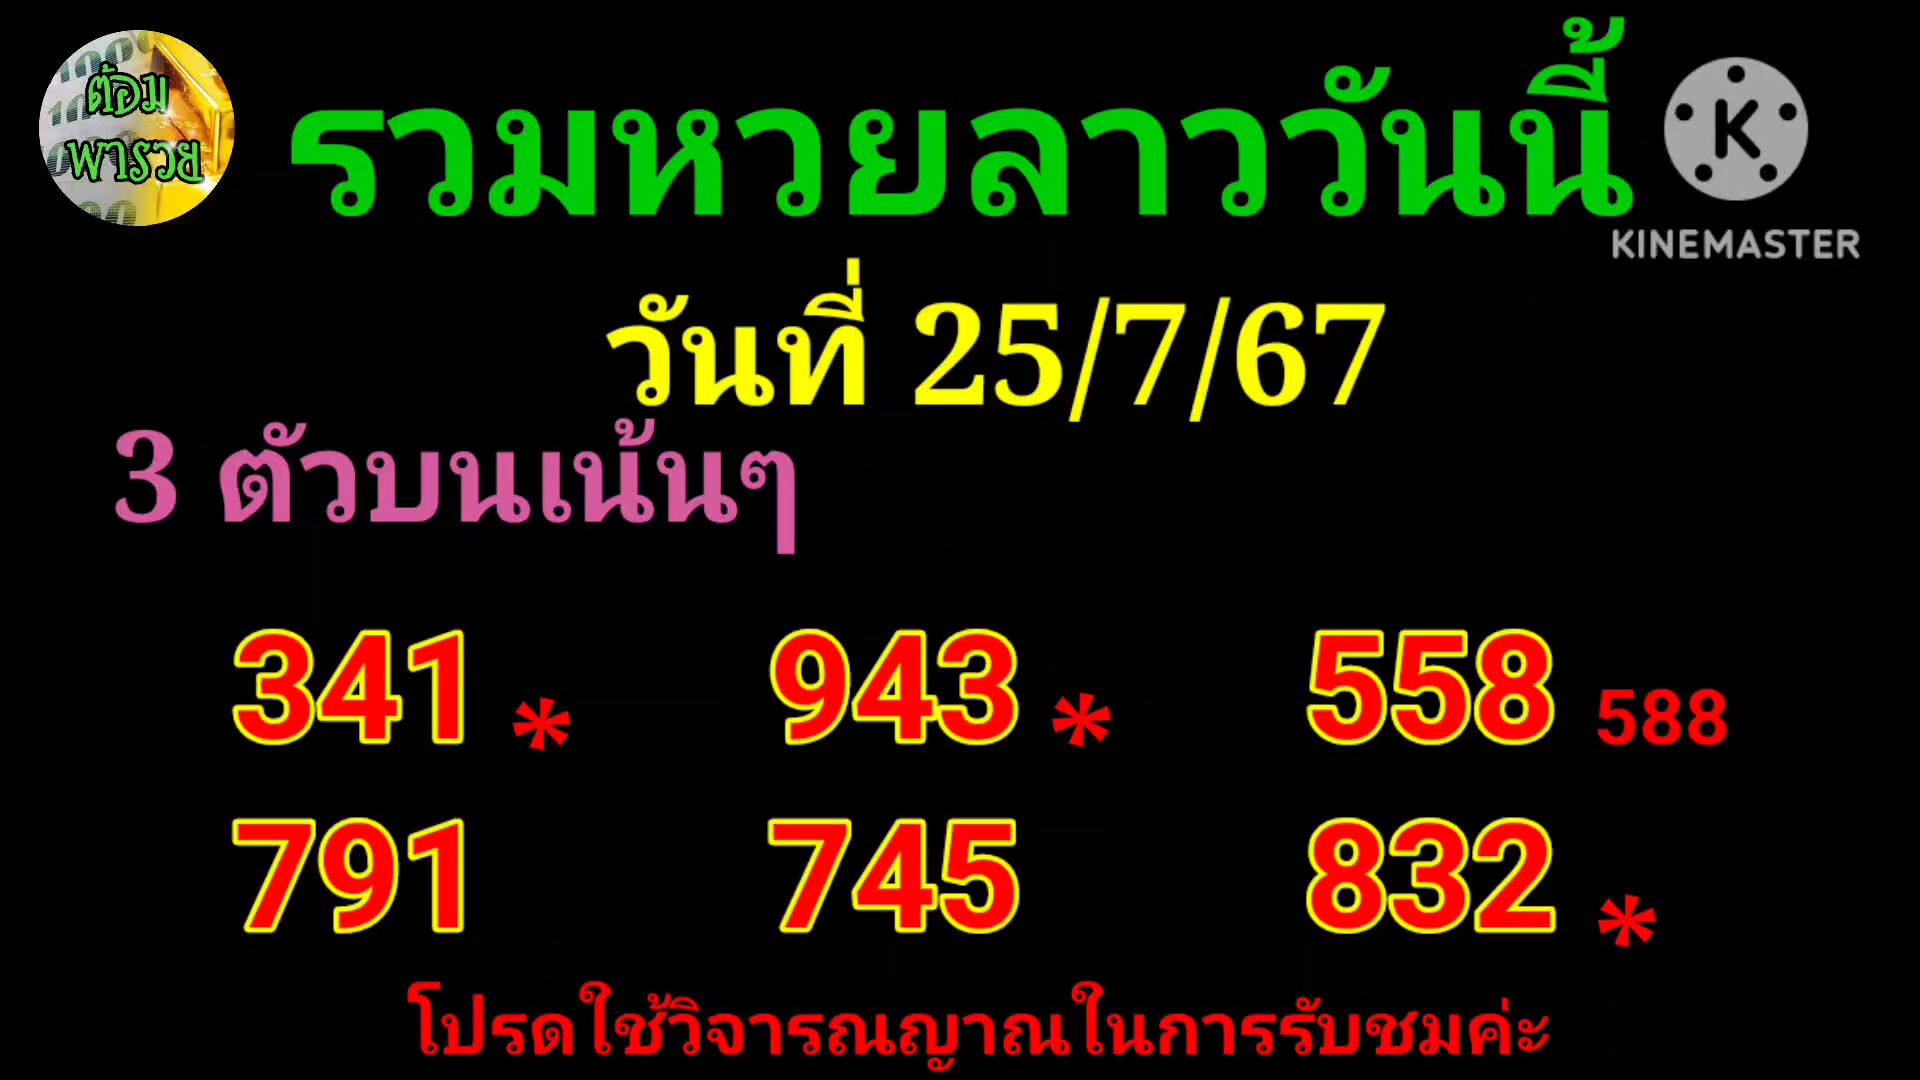 ต้อม
พารวย
รวมหวยลาววันนี้
K
KINEMASTER
วันที่ 25/7/67
3 ตัวบนเน้นๆ
341 * 943 * 558 588
791 745 832 *
โปรดใช้วิจารณญาณในการรับชมค่ะ